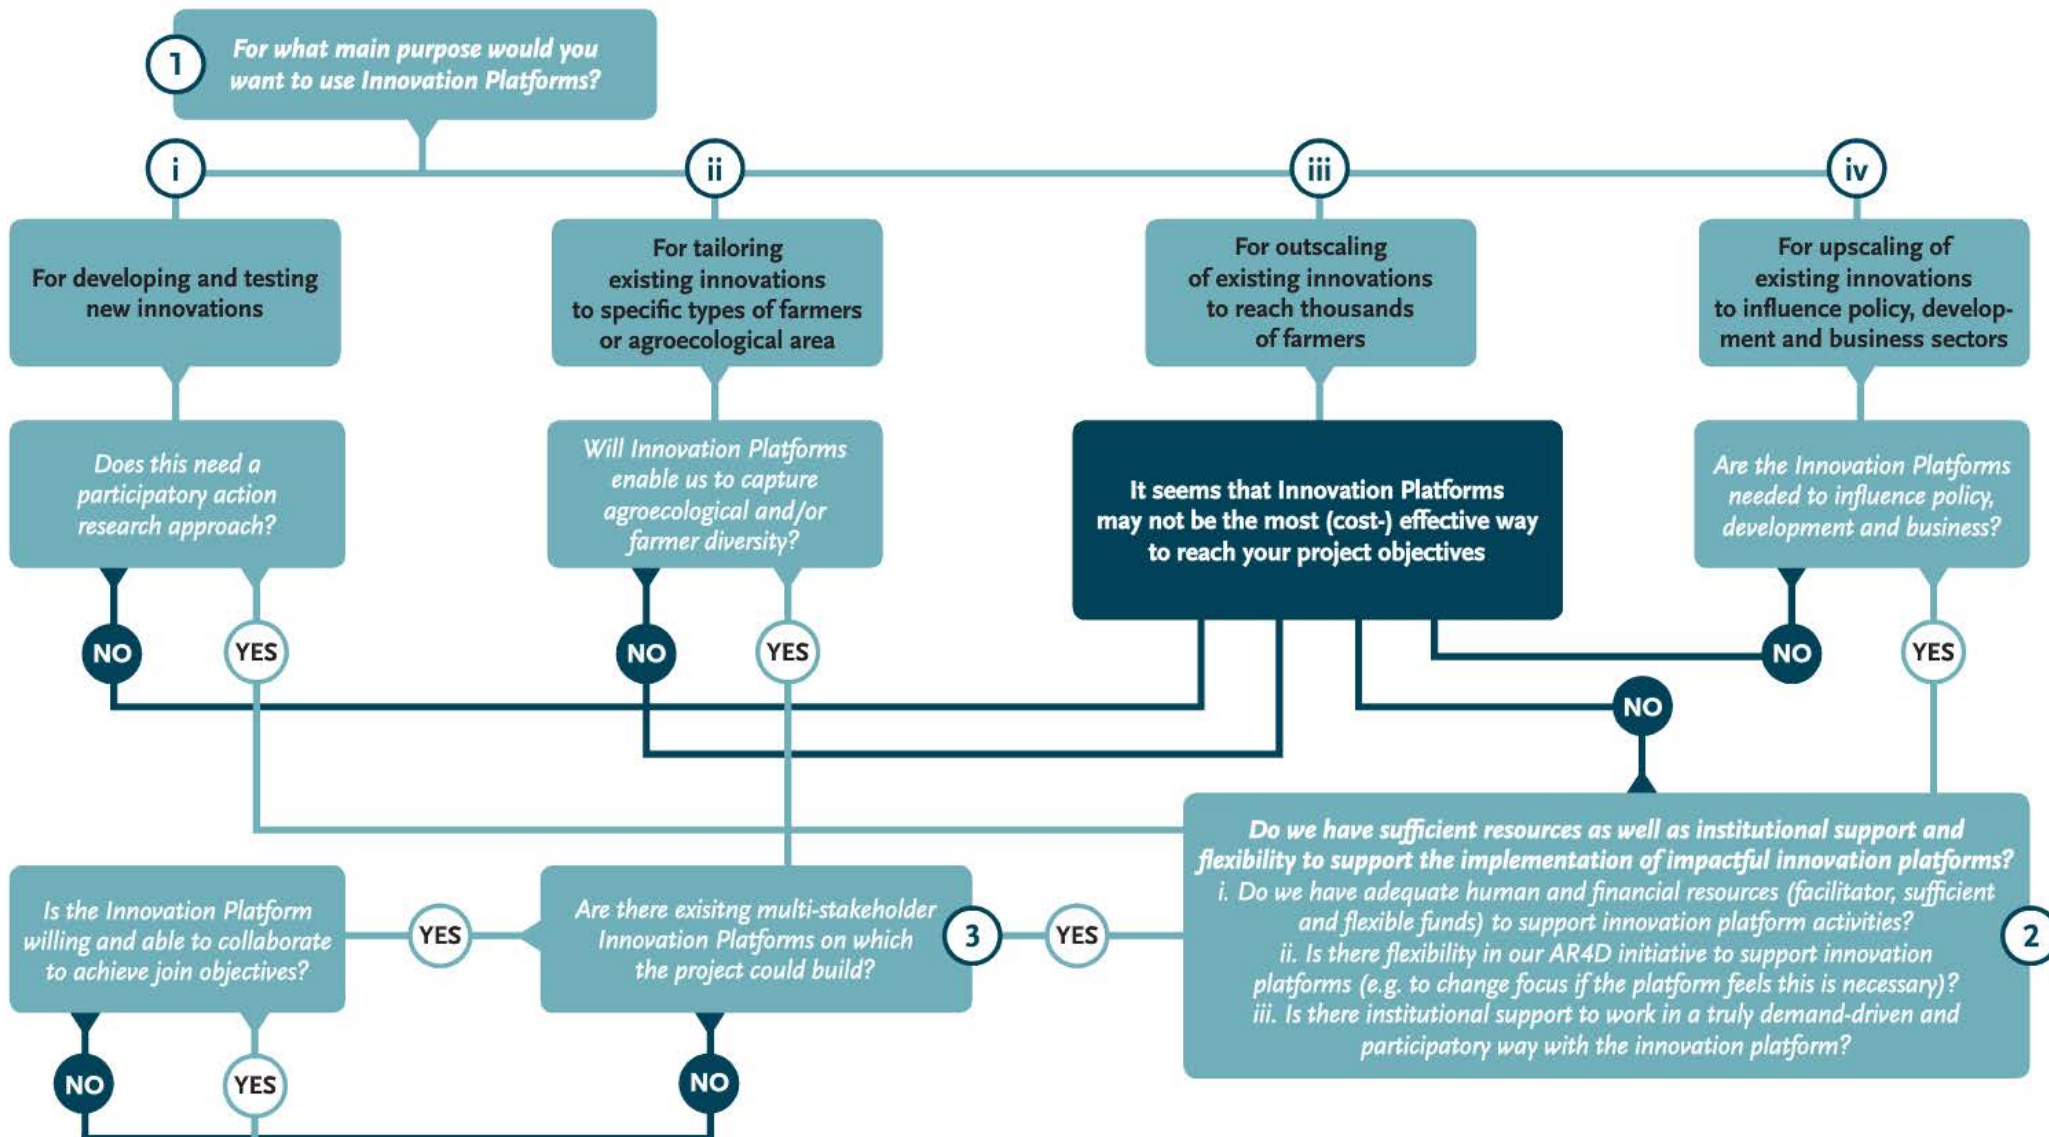 1
For what main purpose would you
want to use Innovation Platforms?
i
ii
iii
iv
For developing and testing
new innovations
For tailoring
existing innovations
to specific types of farmers
or agroecological area
For outscaling
of existing innovations
to reach thousands
of farmers
For upscaling of
existing innovations
to influence policy, develop-
ment and business sectors
Does this need a
participatory action
research approach?
Will Innovation Platforms
enable us to capture
agroecological and/or
farmer diversity?
It seems that Innovation Platforms
may not be the most (cost-) effective way
to reach your project objectives
Are the Innovation Platforms
needed to influence policy,
development and business?
NO
YES
NO
YES
NO
YES
NO
Is the Innovation Platform
willing and able to collaborate
to achieve join objectives?
YES
Are there exisitng multi-stakeholder
Innovation Platforms on which
the project could build?
3
YES
Do we have sufficient resources as well as institutional support and
flexibility to support the implementation of impactful innovation platforms?
i. Do we have adequate human and financial resources (facilitator, sufficient
and flexible funds) to support innovation platform activities?
ii. Is there flexibility in our AR4D initiative to support innovation
platforms (e.g. to change focus if the platform feels this is necessary)?
iii. Is there institutional support to work in a truly demand-driven and
participatory way with the innovation platform?
2
NO
YES
NO